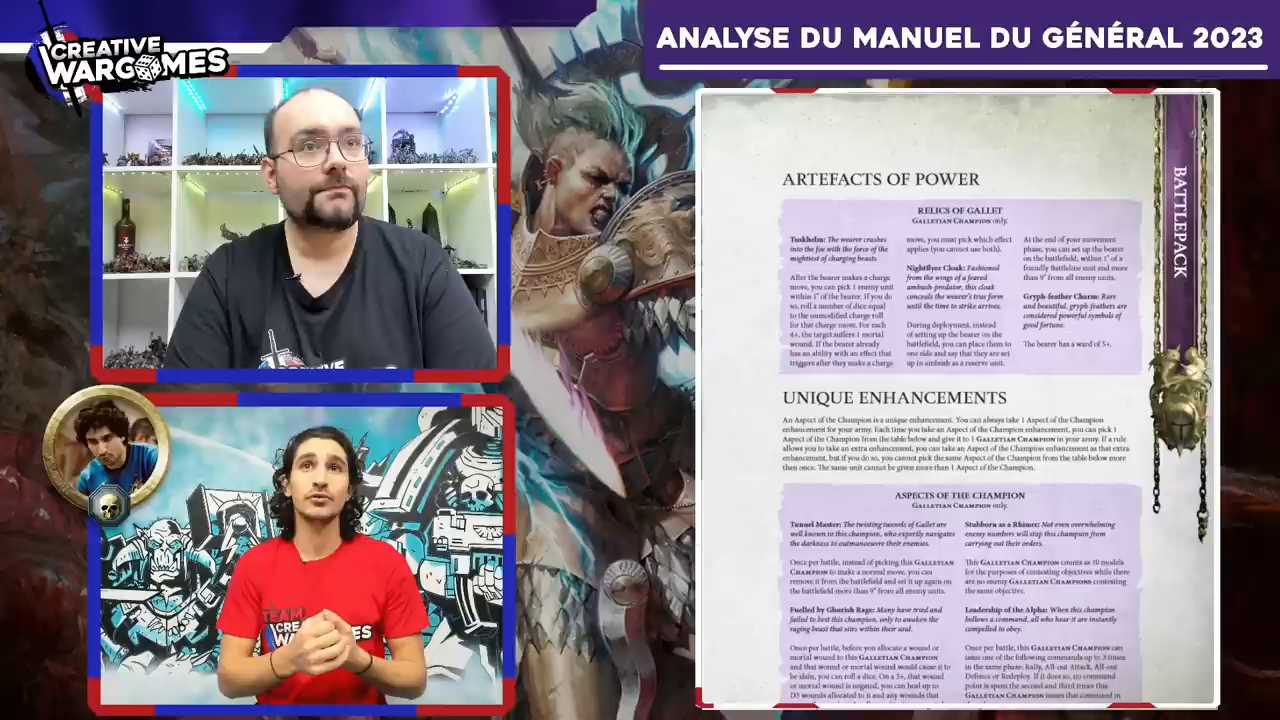 CREATIVE
WARGAMES
ANALYSE DU MANUEL DU GÉNÉRAL 2023
BATTLEPACK
ARTEFACTS OF POWER
RELICS OF GALLET
GALLETIAN CHAMPION only.
Tuskhelm: The wearer crashes
into the foe with the force of the
mightiest of charging beasts.
After the bearer makes a charge
move, you can pick 1 enemy unit
within 1" of the bearer. If you do
so, roll a number of dice equal
to the unmodified charge roll
for that charge move. For each
4+, the target suffers 1 mortal
wound. If the bearer already
has an ability with an effect that
triggers after they make a charge
move, you must pick which effect
applies (you cannot use both).
Nightflyer Cloak: Fashioned
from the wings of a feared
ambush-predator, this cloak
conceals the wearer's true form
until the time to strike arrives.
During deployment, instead
of setting up the bearer on the
battlefield, you can place them to
one side and say that they are set
up in ambush as a reserve unit.
At the end of your movement
phase, you can set up the bearer
on the battlefield, within 1" of a
friendly Battleline unit and more
than 9" from all enemy units.
Gryph-feather Charm: Rare
and beautiful, gryph-feathers are
considered powerful symbols of
good fortune.
The bearer has a ward of 5+.
UNIQUE ENHANCEMENTS
An Aspect of the Champion is a unique enhancement. You can always take 1 Aspect of the Champion
enhancement for your army. Each time you take an Aspect of the Champion enhancement, you can pick 1
Aspect of the Champion from the table below and give it to 1 GALLETIAN CHAMPION in your army. If a rule
allows you to take an extra enhancement, you can take an Aspect of the Champion enhancement as that extra
enhancement, but if you do so, you cannot pick the same Aspect of the Champion from the table below more
than once. The same unit cannot be given more than 1 Aspect of the Champion.
ASPECTS OF THE CHAMPION
GALLETIAN CHAMPION only.
Tunnel Master: The twisting tunnels of Gallet are
well known to this champion, who expertly navigates
the darkness to outmanoeuvre their enemies.
Once per battle, instead of picking this GALLETIAN
CHAMPION to make a normal move, you can
remove it from the battlefield and set it up again on
the battlefield more than 9" from all enemy units.
Fuelled by Ghurish Rage: Many have tried and
failed to best this champion, only to awaken the
raging beast that stirs within their soul.
Once per battle, before you allocate a wound or
mortal wound to this GALLETIAN CHAMPION
and that wound or mortal wound would cause it to
be slain, you can roll a dice. On a 5+, that wound
or mortal wound is negated, you can heal up to
D3 wounds allocated to it and any wounds that
Stubborn as a Rhinox: Not even overwhelming
enemy numbers will stop this champion from
carrying out their orders.
This GALLETIAN CHAMPION counts as 10 models
for the purposes of contesting objectives while there
are no enemy GALLETIAN CHAMPIONS contesting
the same objective.
Leadership of the Alpha: When this champion
bellows a command, all who hear it are instantly
compelled to obey.
Once per battle, this GALLETIAN CHAMPION can
issue one of the following commands up to 3 times
in the same phase: Rally, All-out Attack, All-out
Defence or Redeploy. If it does so, no command
point is spent the second and third times this
GALLETIAN CHAMPION issues that command in
TEAM